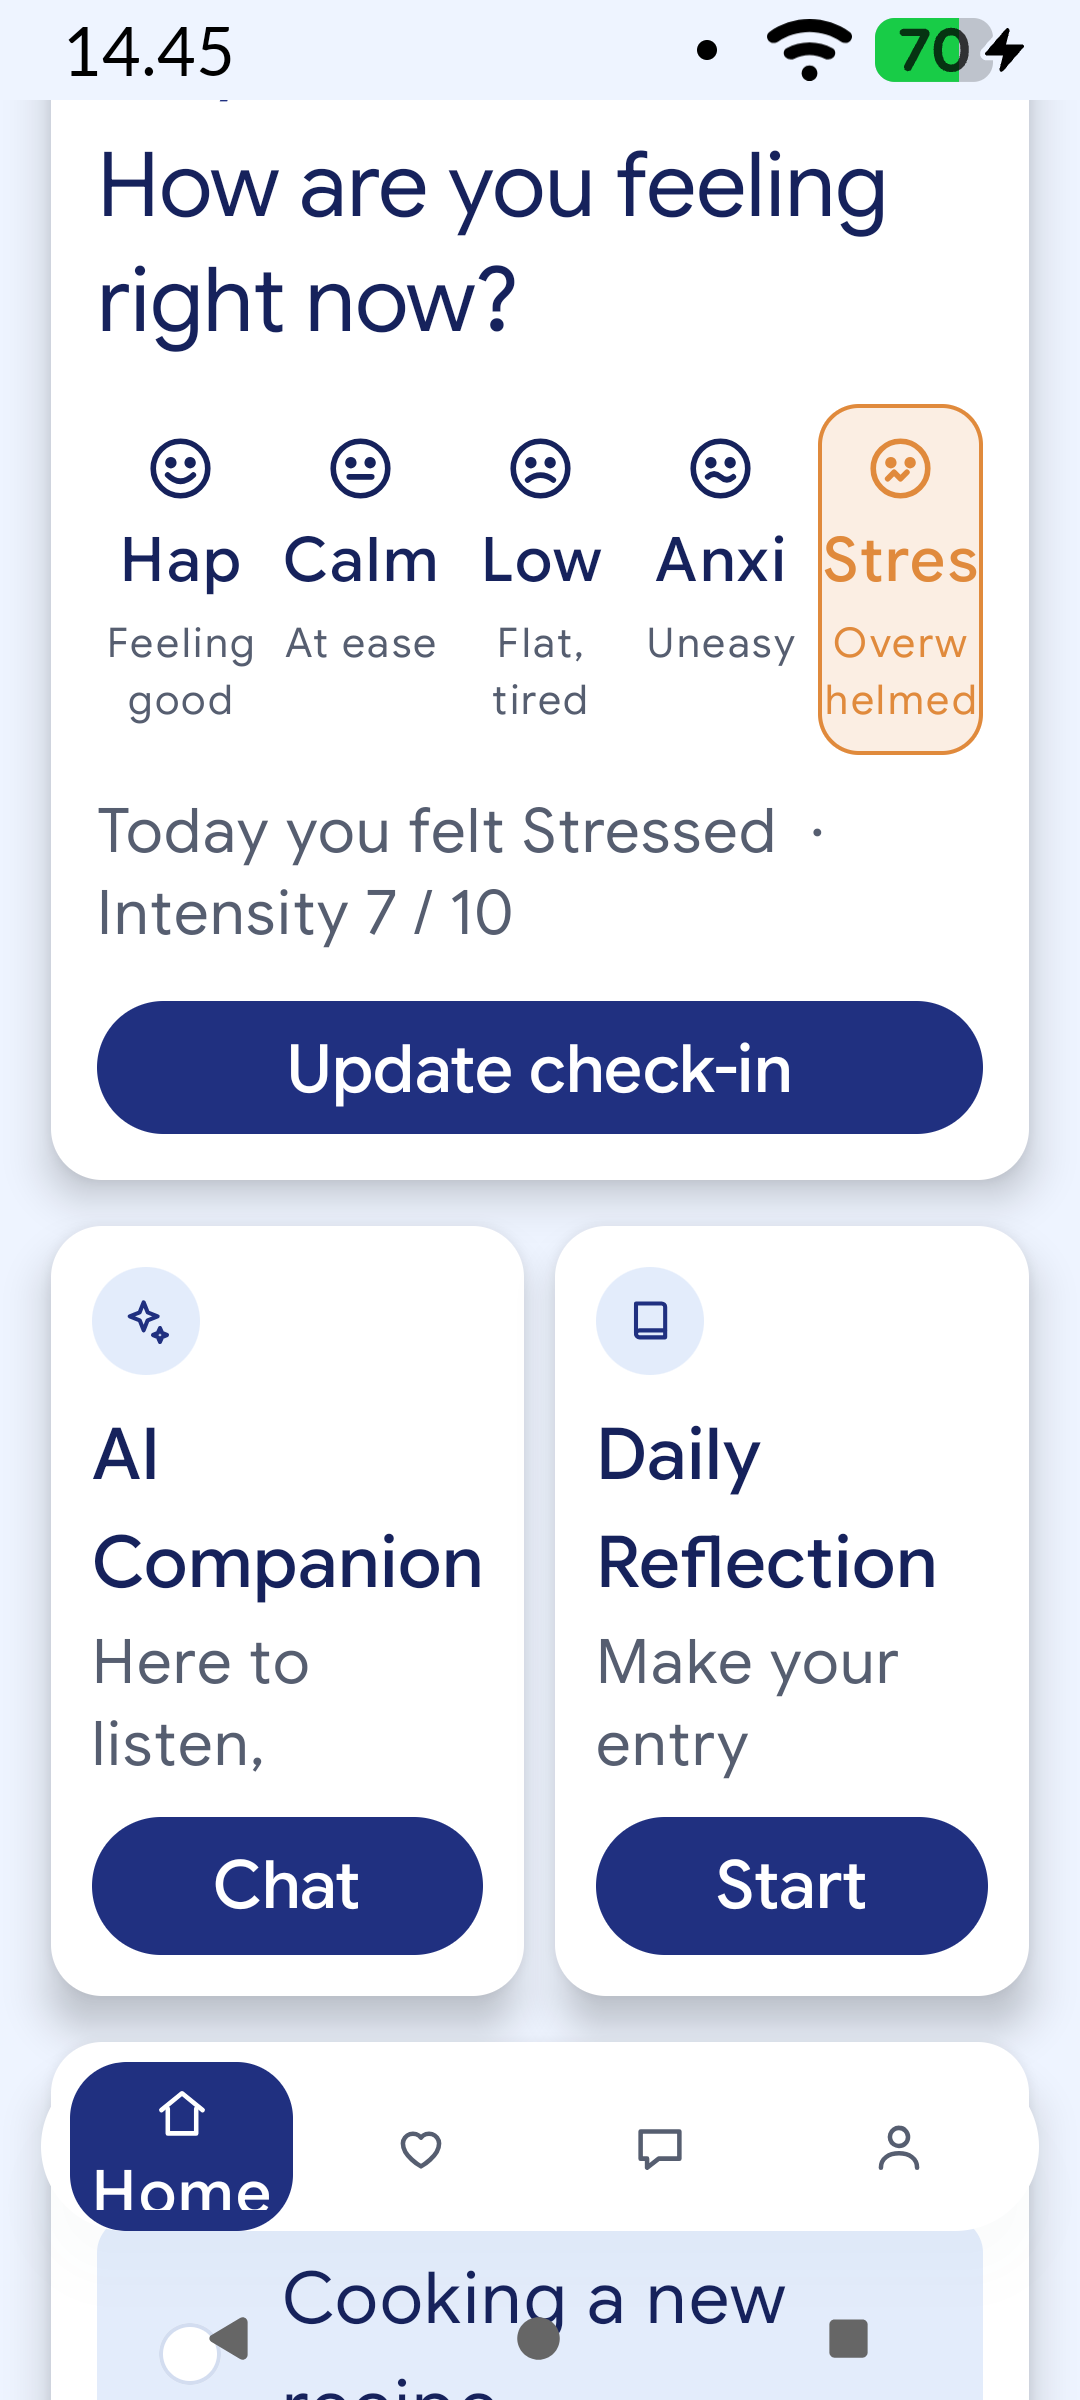 14.45
70
How are you feeling
right now?
Hap
Calm
Low
Anxi
Stres
Feeling
good
At ease
Flat,
tired
Uneasy
Overw
helmed
Today you felt Stressed ·
Intensity 7 / 10
Update check-in
AI
Companion
Here to
listen,
Chat
Daily
Reflection
Make your
entry
Start
Home
Cooking a new
recipe